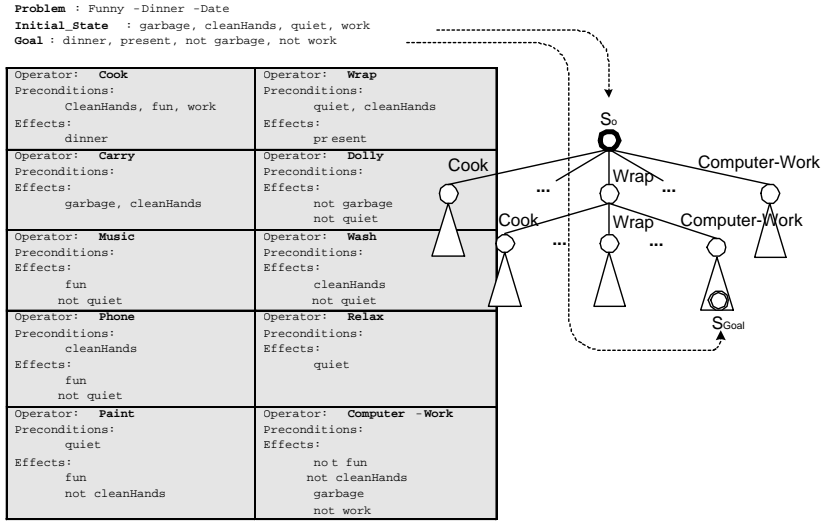 Problem : Funny -Dinner -Date
Initial_State : garbage, cleanHands, quiet, work
Goal : dinner, present, not garbage, not work
Operator: Cook
Preconditions:
CleanHands, fun, work
Effects:
dinner
Operator: Wrap
Preconditions:
quiet, cleanHands
Effects:
present
Operator: Carry
Preconditions:
Effects:
garbage, cleanHands
Operator: Dolly
Preconditions:
Effects:
not garbage
not quiet
Operator: Music
Preconditions:
Effects:
fun
not quiet
Operator: Wash
Preconditions:
Effects:
cleanHands
not quiet
Operator: Phone
Preconditions:
cleanHands
Effects:
fun
not quiet
Operator: Relax
Preconditions:
Effects:
quiet
Operator: Paint
Preconditions:
quiet
Effects:
fun
not cleanHands
Operator: Computer -Work
Preconditions:
Effects:
not fun
not cleanHands
garbage
not work
So
Cook
...
Wrap
...
Computer-Work
Cook
...
Wrap
...
Computer-Work
SGoal